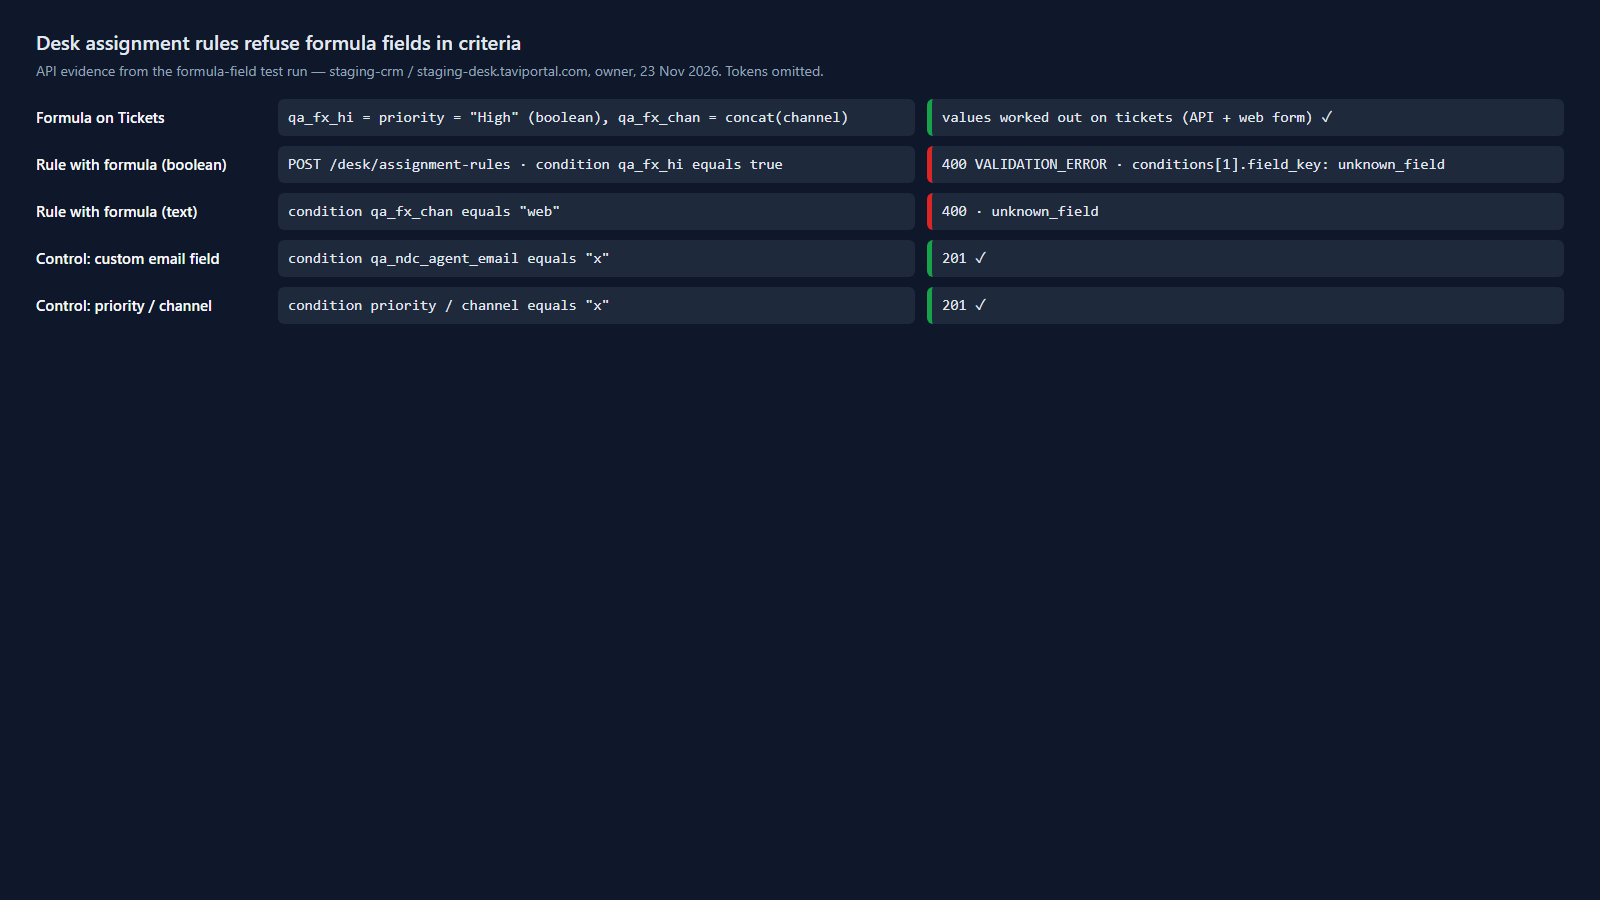 Desk assignment rules refuse formula fields in criteria
API evidence from the formula-field test run — staging-crm / staging-desk.taviportal.com, owner, 23 Nov 2026. Tokens omitted.
Formula on Tickets qa_fx_hi = priority = "High" (boolean), qa_fx_chan = concat(channel) values worked out on tickets (API + web form) ✓
Rule with formula (boolean) POST /desk/assignment-rules · condition qa_fx_hi equals true 400 VALIDATION_ERROR · conditions[1].field_key: unknown_field
Rule with formula (text) condition qa_fx_chan equals "web" 400 · unknown_field
Control: custom email field condition qa_ndc_agent_email equals "x" 201 ✓
Control: priority / channel condition priority / channel equals "x" 201 ✓